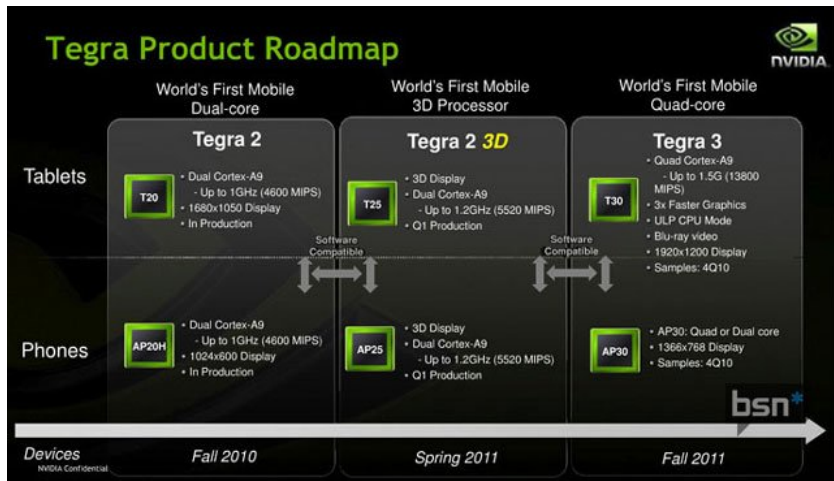 Tegra Product Roadmap
NVIDIA.
World's First Mobile
Dual-core
World's First Mobile
3D Processor
World's First Mobile
Quad-core
Tablets
Tegra 2
T20
• Dual Cortex-A9
- Up to 1GHz (4600 MIPS)
• 1680x1050 Display
• In Production
Tegra 2 3D
T25
• 3D Display
• Dual Cortex-A9
- Up to 1.2GHz (5520 MIPS)
• Q1 Production
Tegra 3
T30
• Quad Cortex-A9
- Up to 1.5G (13800
MIPS)
• 3x Faster Graphics
• ULP CPU Mode
• Blu-ray video
• 1920x1200 Display
• Samples: 4Q10
Software
Compatible
Software
Compatible
Phones
AP20H
• Dual Cortex-A9
- Up to 1GHz (4600 MIPS)
• 1024x600 Display
• In Production
AP25
• 3D Display
• Dual Cortex-A9
- Up to 1.2GHz (5520 MIPS)
• Q1 Production
AP30
• AP30: Quad or Dual core
• 1366x768 Display
• Samples: 4Q10
bsn*
Devices
Fall 2010
Spring 2011
Fall 2011
NVIDIA Confidential